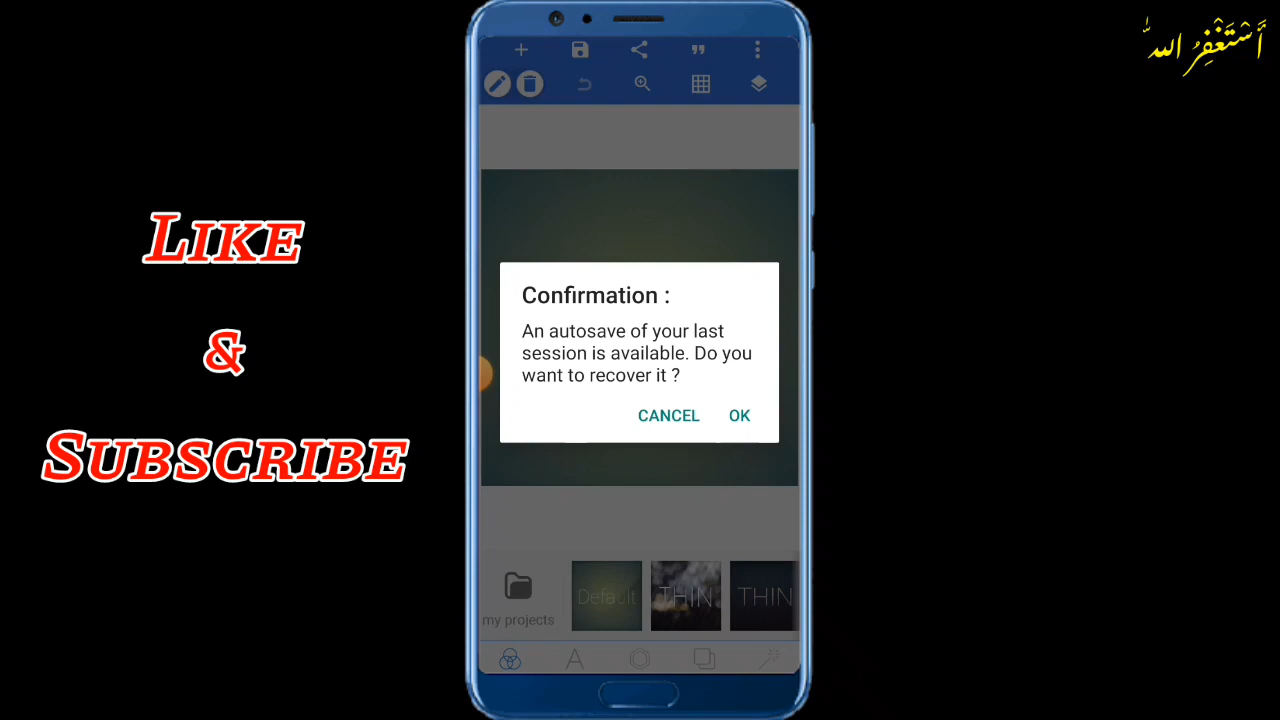 أَسْتَغْفِرُ اللهَ
Like
&
Subscribe
Confirmation :
An autosave of your last
session is available. Do you
want to recover it ?
CANCEL OK
my projects
Default
THIN
THIN